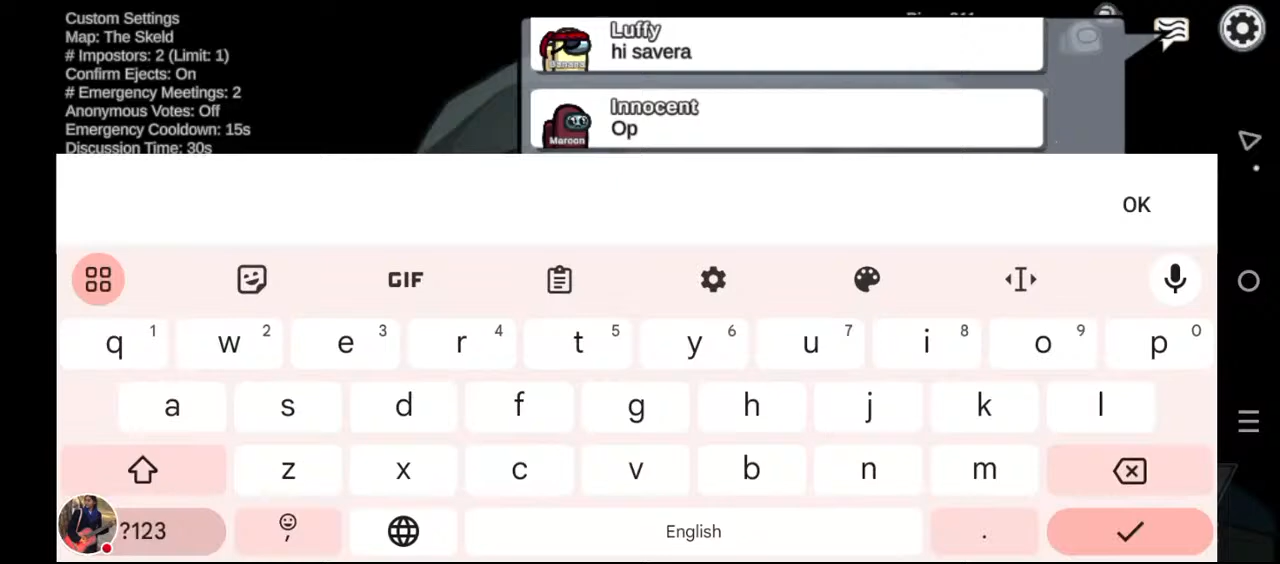 Custom Settings
Map: The Skeld
# Impostors: 2 (Limit: 1)
Confirm Ejects: On
# Emergency Meetings: 2
Anonymous Votes: Off
Emergency Cooldown: 15s
Discussion Time: 30s
Luffy
hi savera
Banana
Innocent
Op
Maroon
OK
GIF
q 1 w 2 e 3 r 4 t 5 y 6 u 7 i 8 o 9 p 0
a s d f g h j k l
z x c v b n m
?123 , English .